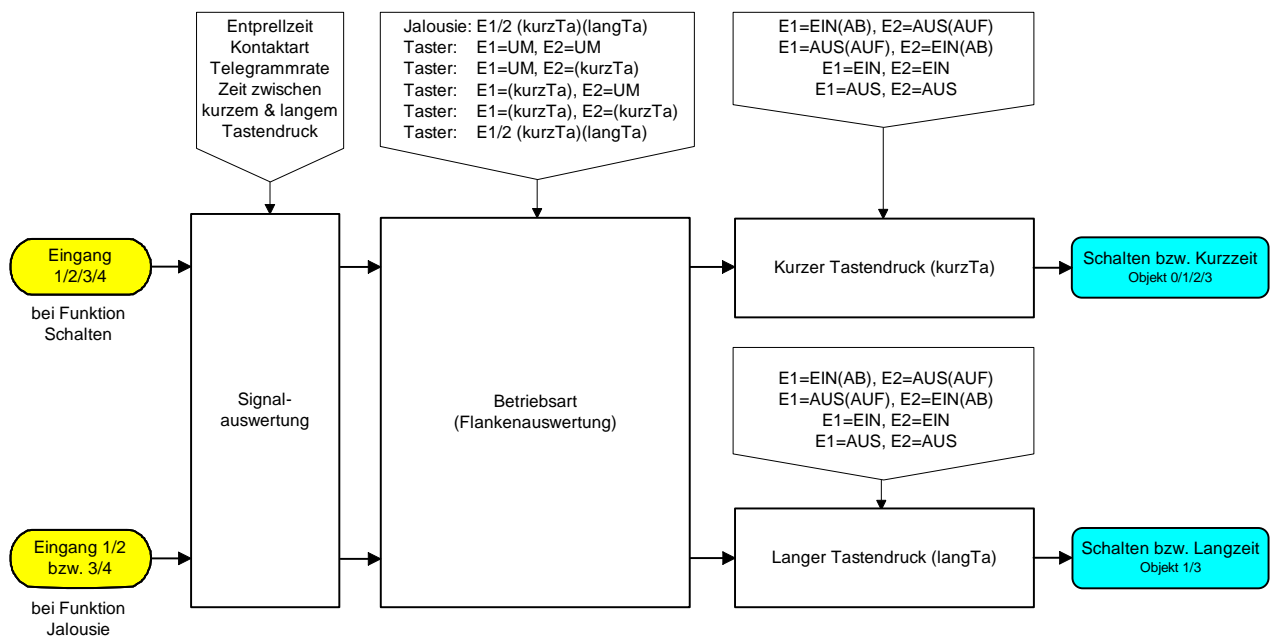 Entprellzeit
Kontaktart
Telegrammrate
Zeit zwischen
kurzem & langem
Tastendruck
Jalousie: E1/2 (kurzTa)(langTa)
Taster: E1=UM, E2=UM
Taster: E1=UM, E2=(kurzTa)
Taster: E1=(kurzTa), E2=UM
Taster: E1=(kurzTa), E2=(kurzTa)
Taster: E1/2 (kurzTa)(langTa)
E1=EIN(AB), E2=AUS(AUF)
E1=AUS(AUF), E2=EIN(AB)
E1=EIN, E2=EIN
E1=AUS, E2=AUS
Eingang
1/2/3/4
bei Funktion
Schalten
Kurzer Tastendruck (kurzTa)
Schalten bzw. Kurzzeit
Objekt 0/1/2/3
Signal-
auswertung
Betriebsart
(Flankenauswertung)
E1=EIN(AB), E2=AUS(AUF)
E1=AUS(AUF), E2=EIN(AB)
E1=EIN, E2=EIN
E1=AUS, E2=AUS
Eingang 1/2
bzw. 3/4
bei Funktion
Jalousie
Langer Tastendruck (langTa)
Schalten bzw. Langzeit
Objekt 1/3